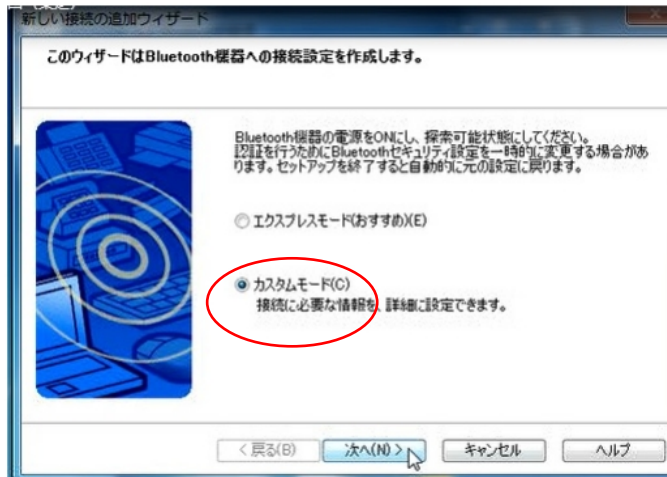 新しい接続の追加ウィザード
このウィザードはBluetooth機器への接続設定を作成します。
Bluetooth機器の電源をONにし、探索可能状態にしてください。
認証を行うためにBluetoothセキュリティ設定を一時的に変更する場合があ
ります。セットアップを終了すると自動的に元の設定に戻ります。
エクスプレスモード(おすすめ)(E)
カスタムモード(C)
接続に必要な情報を、詳細に設定できます。
< 戻る(B) 次へ(N) > キャンセル ヘルプ